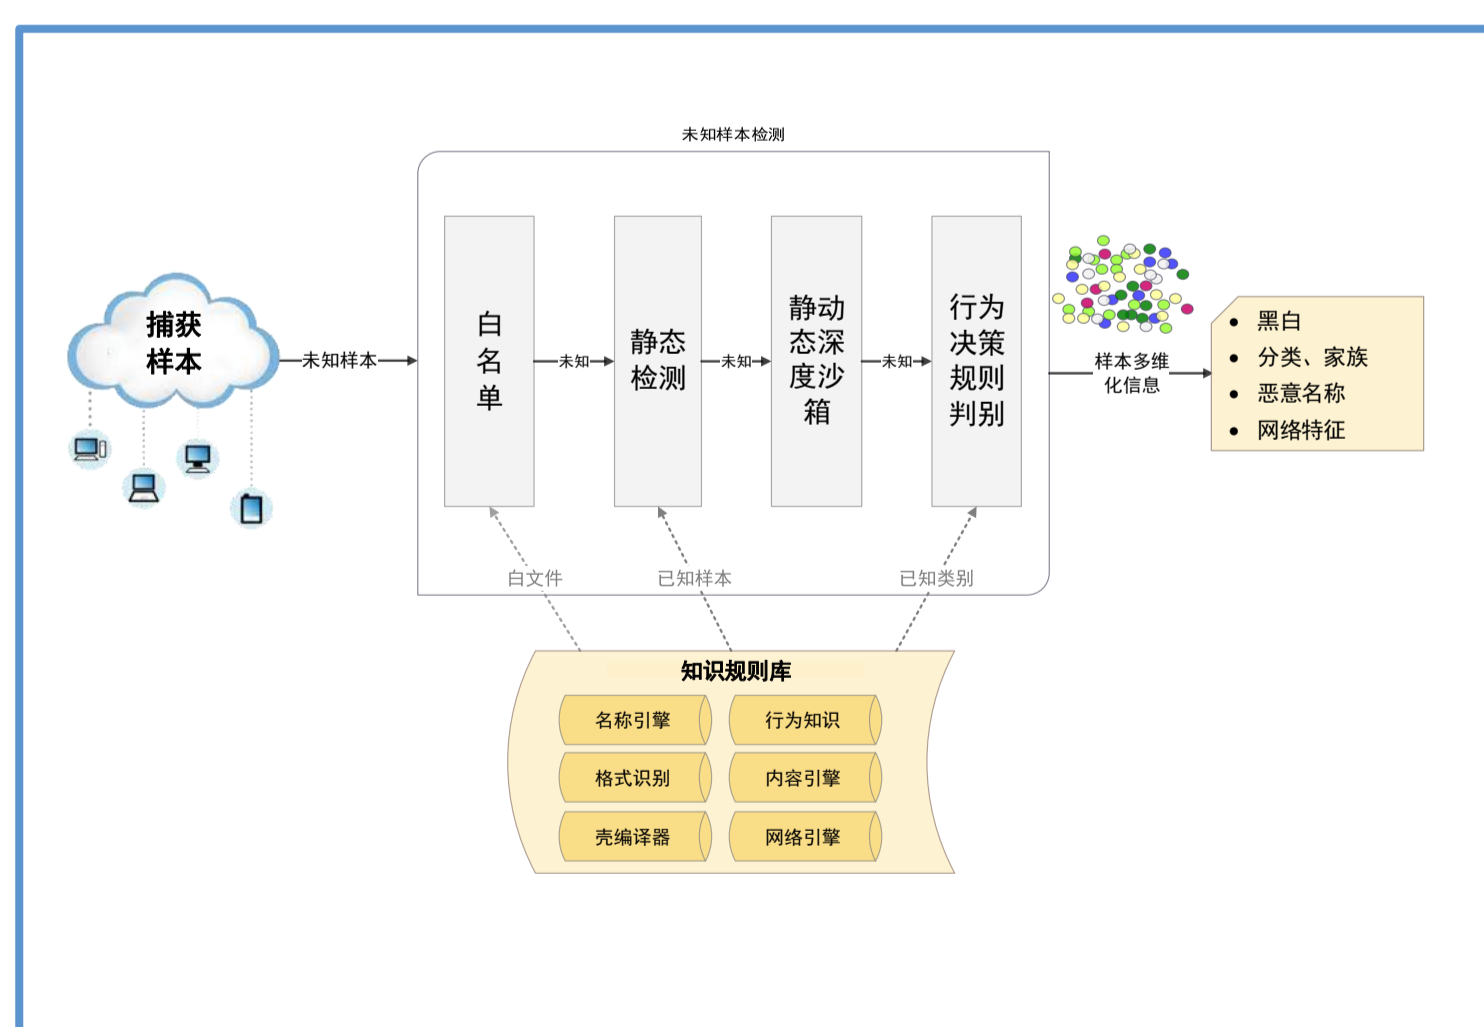 未知样本检测
捕获
样本
未知样本
白
名
单
未知
静态
检测
未知
静动
态深
度沙
箱
未知
行为
决策
规则
判别
样本多维
化信息
● 黑白
● 分类、家族
● 恶意名称
● 网络特征
白文件
已知样本
已知类别
知识规则库
名称引擎
行为知识
格式识别
内容引擎
壳编译器
网络引擎